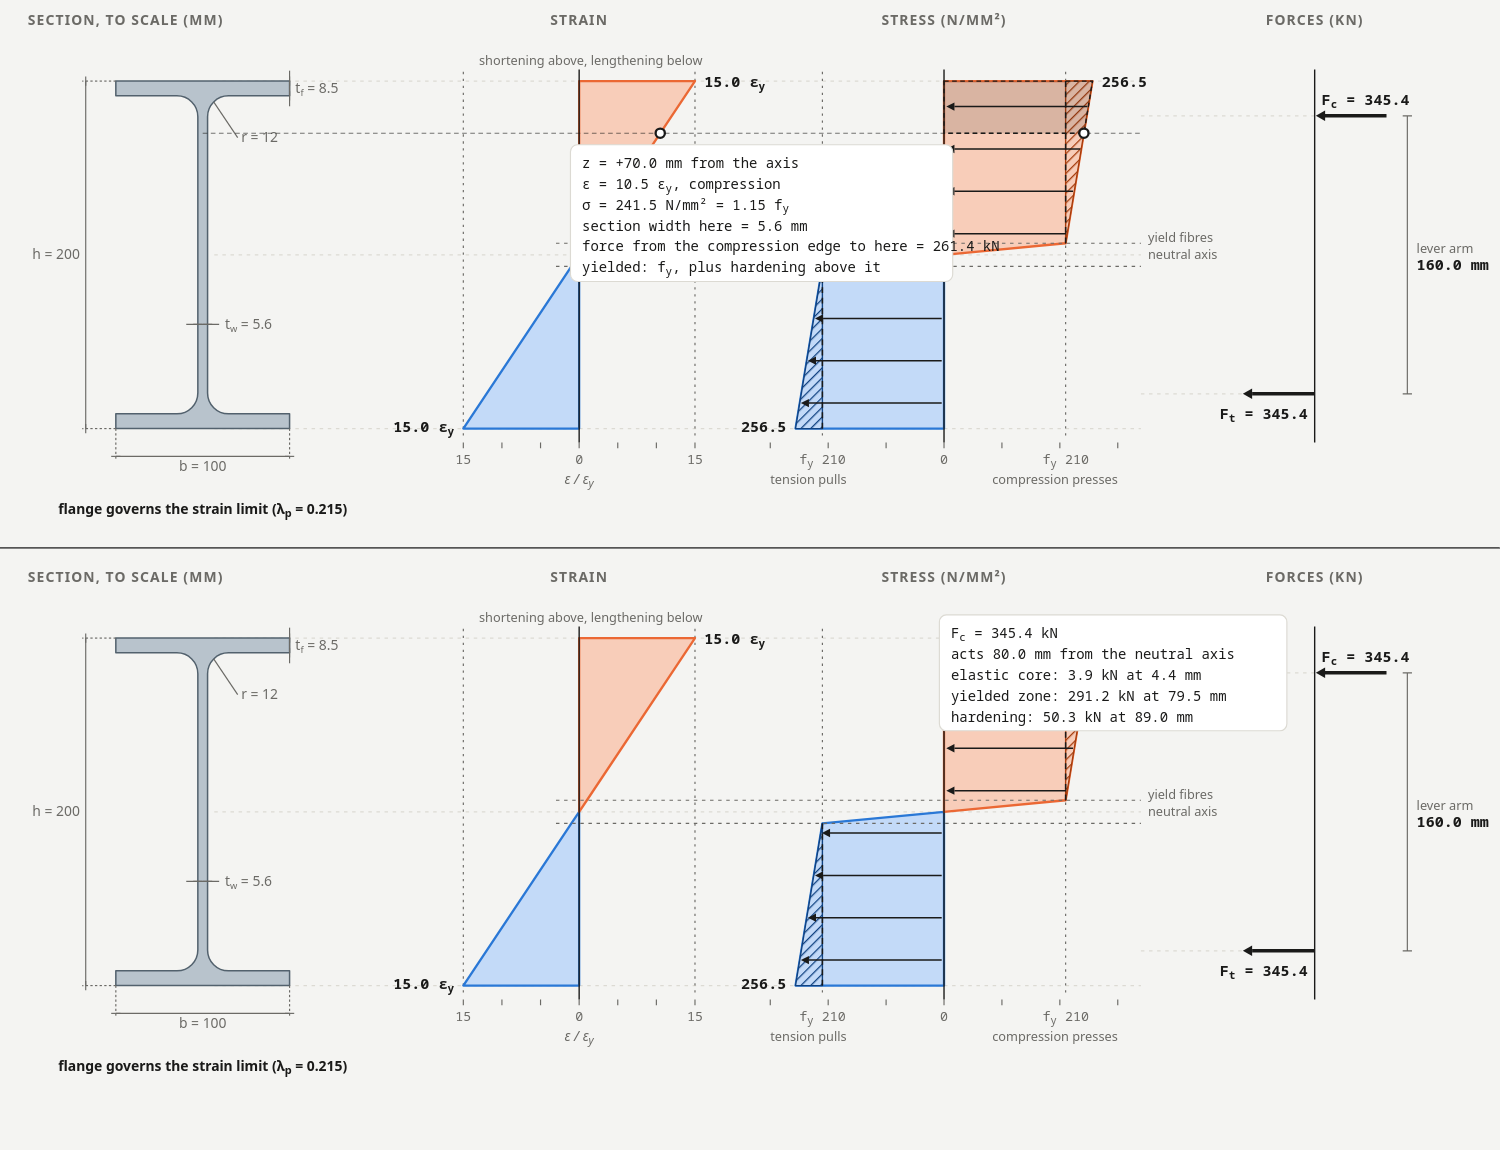 SECTION, TO SCALE (MM)
STRAIN
STRESS (N/MM²)
FORCES (KN)
shortening above, lengthening below
15.0 εy
256.5
tf = 8.5
Fc = 345.4
r = 12
z = +70.0 mm from the axis
ε = 10.5 εy, compression
σ = 241.5 N/mm² = 1.15 fy
section width here = 5.6 mm
force from the compression edge to here = 261.4 kN
yielded: fy, plus hardening above it
yield fibres
neutral axis
h = 200
lever arm
160.0 mm
tw = 5.6
Ft = 345.4
15.0 εy
256.5
15
0
15
fy 210
0
fy 210
b = 100
ε / εy
tension pulls
compression presses
flange governs the strain limit (λp = 0.215)
SECTION, TO SCALE (MM)
STRAIN
STRESS (N/MM²)
FORCES (KN)
shortening above, lengthening below
15.0 εy
tf = 8.5
Fc = 345.4 kN
acts 80.0 mm from the neutral axis
elastic core: 3.9 kN at 4.4 mm
yielded zone: 291.2 kN at 79.5 mm
hardening: 50.3 kN at 89.0 mm
Fc = 345.4
r = 12
yield fibres
neutral axis
h = 200
lever arm
160.0 mm
tw = 5.6
Ft = 345.4
15.0 εy
256.5
15
0
15
fy 210
0
fy 210
b = 100
ε / εy
tension pulls
compression presses
flange governs the strain limit (λp = 0.215)